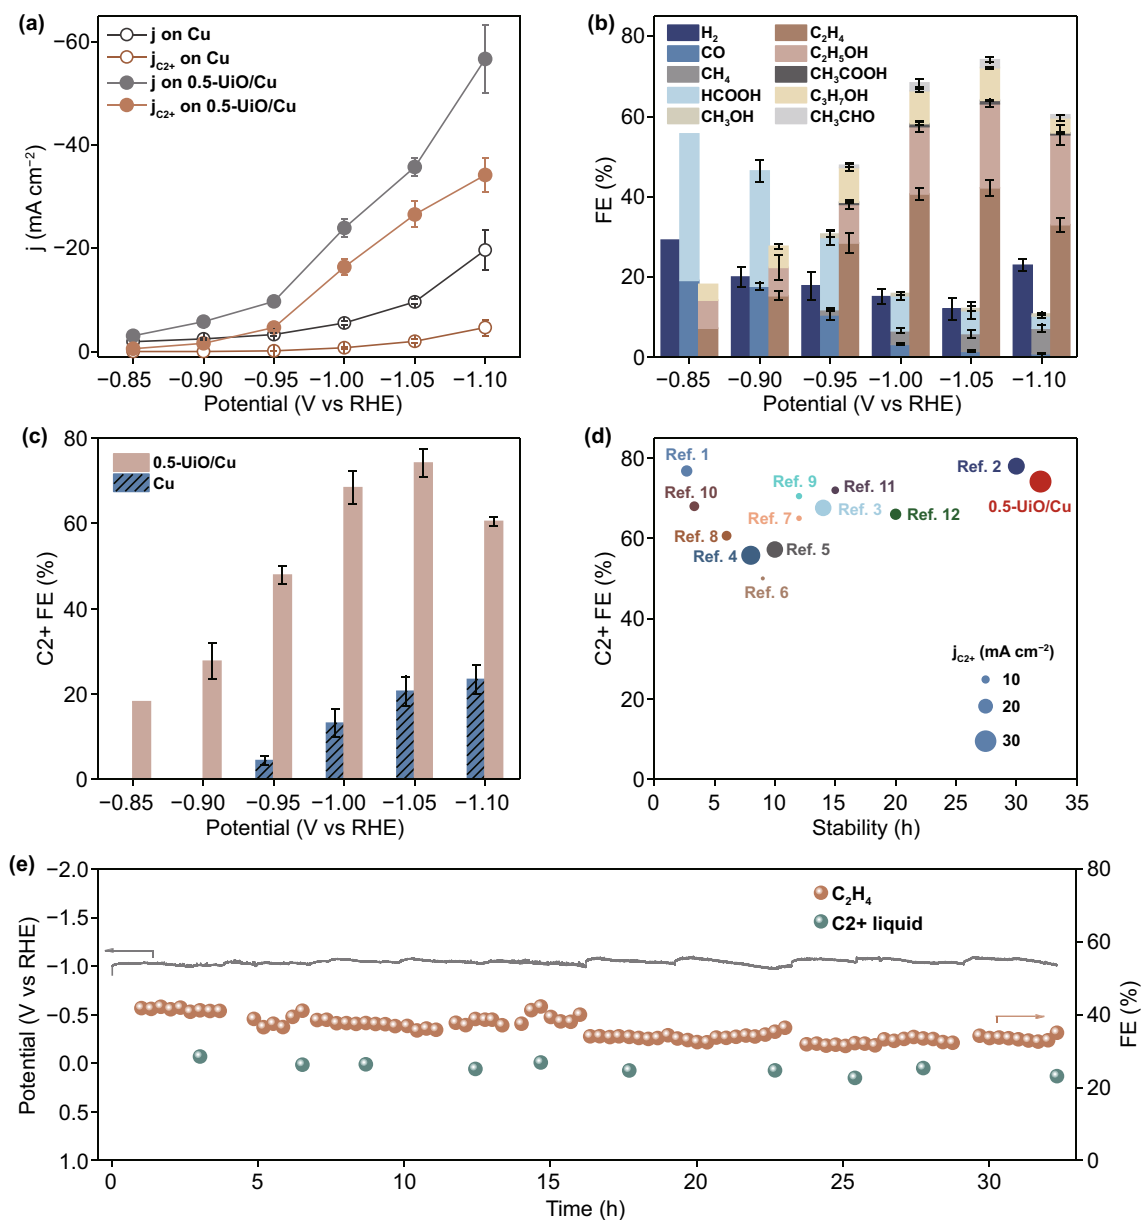 (a)
−60
−40
−20
0
j (mA cm⁻²)
j on Cu
j_C2+ on Cu
j on 0.5-UiO/Cu
j_C2+ on 0.5-UiO/Cu
−0.85 −0.90 −0.95 −1.00 −1.05 −1.10
Potential (V vs RHE)
(b)
80
60
40
20
0
FE (%)
H₂
CO
CH₄
HCOOH
CH₃OH
C₂H₄
C₂H₅OH
CH₃COOH
C₃H₇OH
CH₃CHO
−0.85 −0.90 −0.95 −1.00 −1.05 −1.10
Potential (V vs RHE)
(c)
80
60
40
20
0
C2+ FE (%)
0.5-UiO/Cu
Cu
−0.85 −0.90 −0.95 −1.00 −1.05 −1.10
Potential (V vs RHE)
(d)
80
60
40
20
0
C2+ FE (%)
Ref. 1
Ref. 2
Ref. 9
Ref. 11
Ref. 10
0.5-UiO/Cu
Ref. 3
Ref. 7
Ref. 12
Ref. 8
Ref. 4
Ref. 5
Ref. 6
j_C2+ (mA cm⁻²)
10
20
30
0 5 10 15 20 25 30 35
Stability (h)
(e)
−2.0
−1.5
−1.0
−0.5
0.0
0.5
1.0
Potential (V vs RHE)
C₂H₄
C2+ liquid
80
60
40
20
0
FE (%)
0 5 10 15 20 25 30
Time (h)